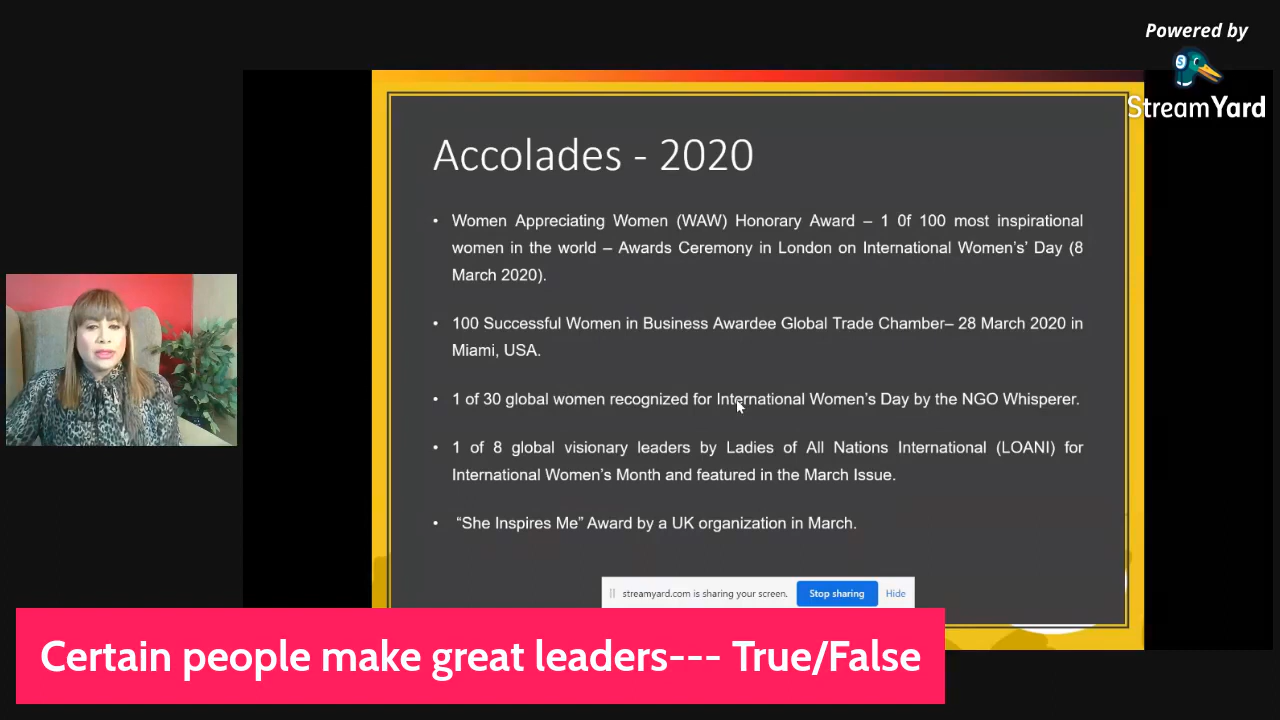 Powered by
StreamYard
Accolades - 2020
• Women Appreciating Women (WAW) Honorary Award – 1 0f 100 most inspirational
women in the world – Awards Ceremony in London on International Women's' Day (8
March 2020).
• 100 Successful Women in Business Awardee Global Trade Chamber– 28 March 2020 in
Miami, USA.
• 1 of 30 global women recognized for International Women's Day by the NGO Whisperer.
• 1 of 8 global visionary leaders by Ladies of All Nations International (LOANI) for
International Women's Month and featured in the March Issue.
• “She Inspires Me” Award by a UK organization in March.
streamyard.com is sharing your screen. Stop sharing Hide
Certain people make great leaders--- True/False